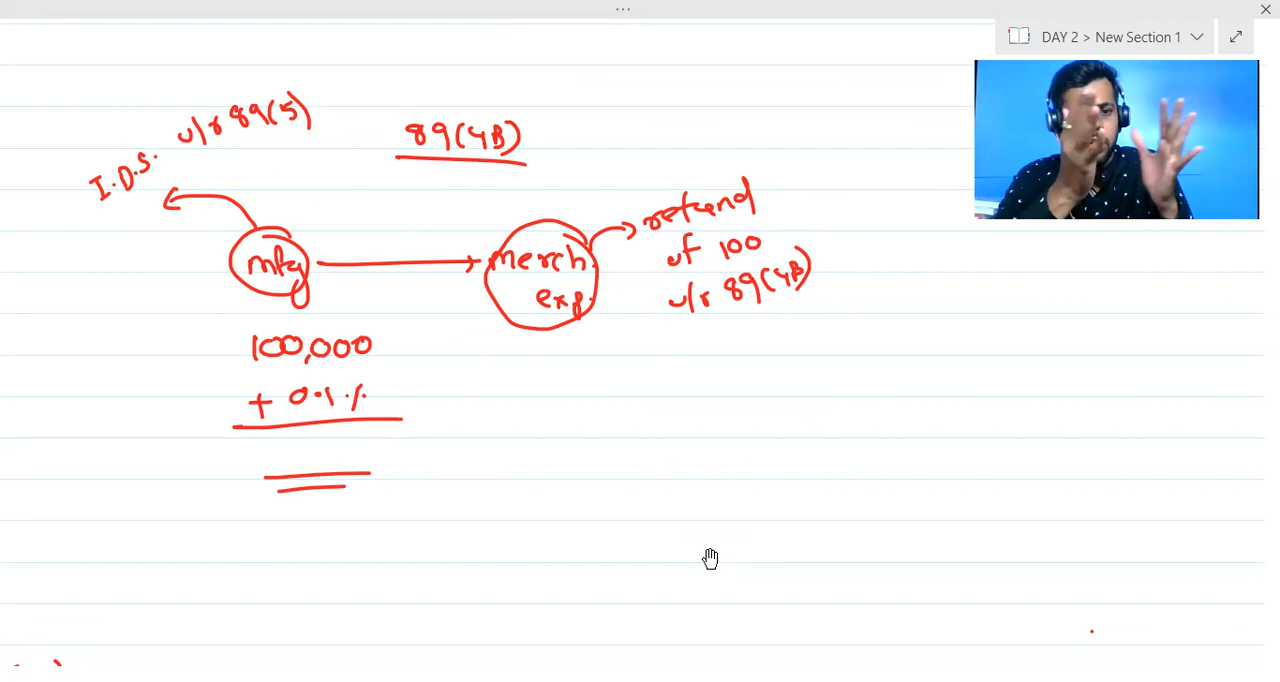 DAY 2 > New Section 1
I.D.S. u/r 89(5)
89(4B)
mfg
merch.
exp.
refund
of 100
u/r 89(4B)
100,000
+ 0.1%